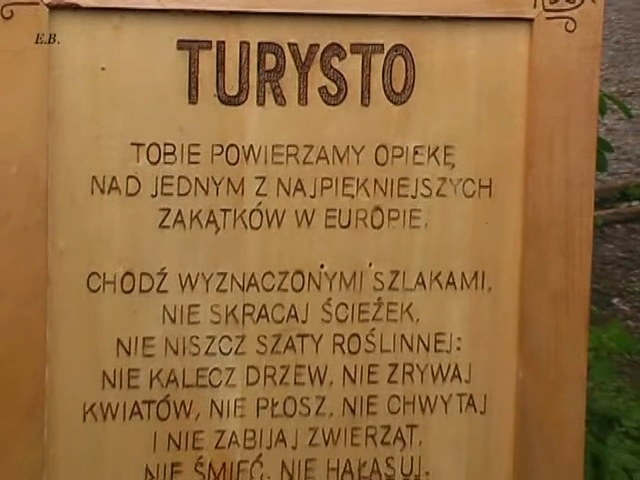 E.B.
TURYSTO
TOBIE POWIERZAMY OPIEKĘ
NAD JEDNYM Z NAJPIĘKNIEJSZYCH
ZAKĄTKÓW W EUROPIE.
CHODŹ WYZNACZONYMI SZLAKAMI,
NIE SKRACAJ ŚCIEŻEK,
NIE NISZCZ SZATY ROŚLINNEJ:
NIE KALECZ DRZEW, NIE ZRYWAJ
KWIATÓW, NIE PŁOSZ, NIE CHWYTAJ
I NIE ZABIJAJ ZWIERZĄT,
NIE ŚMIEĆ, NIE HAŁASUJ.